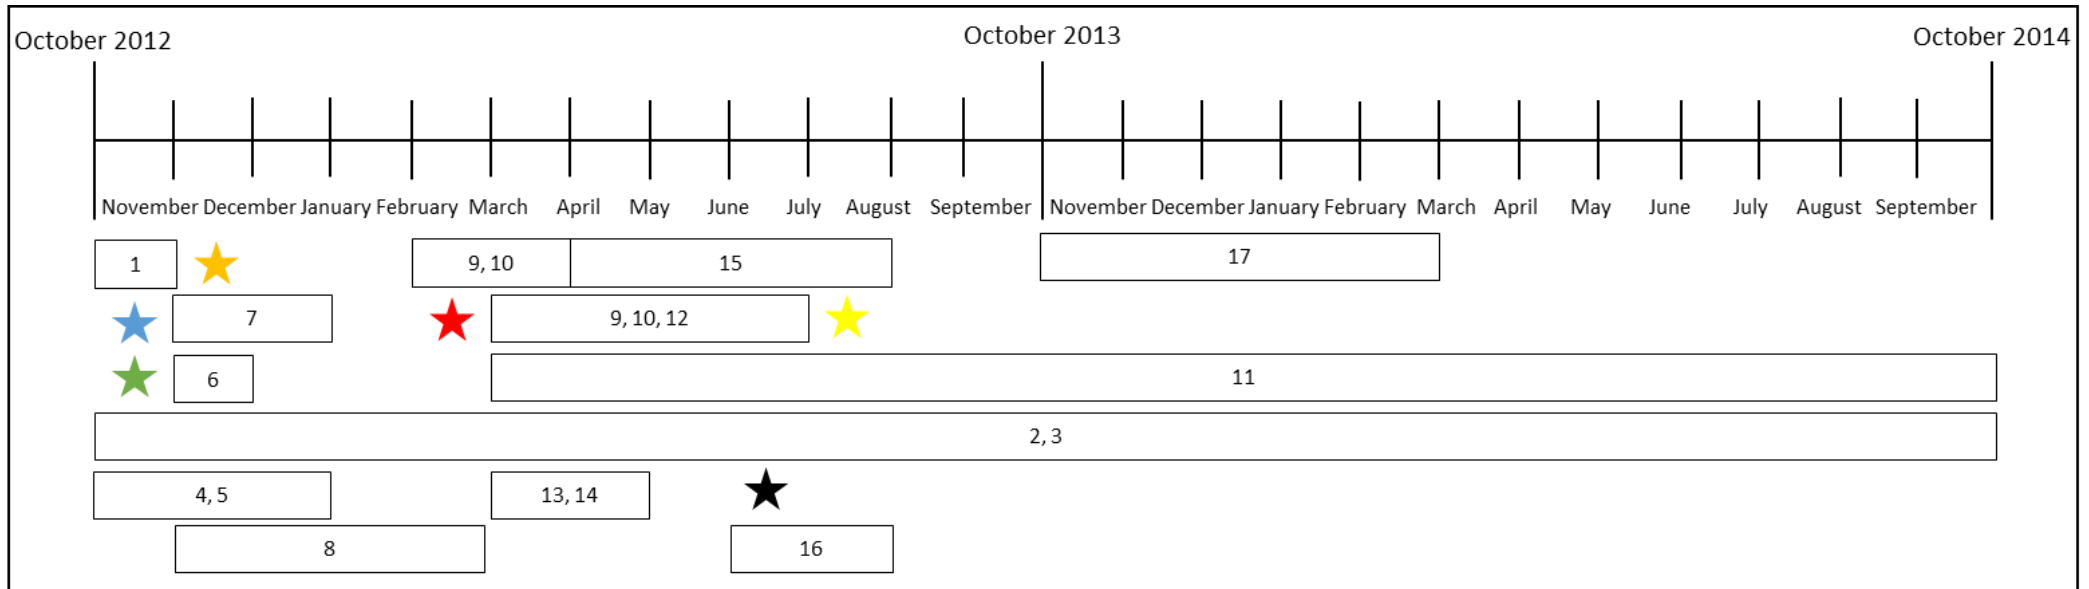 October 2012
October 2013
October 2014
November December January February March April May June July August September November December January February March April May June July August September
1
9, 10
15
17
7
9, 10, 12
6
11
2, 3
4, 5
13, 14
8
16